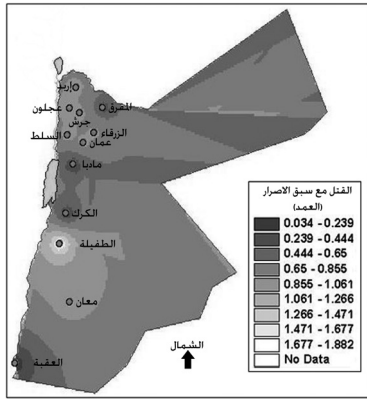 إربد
عجلون
المفرق
جرش
الزرقاء
السلط
عمان
مادبا
الكرك
الطفيلة
معان
العقبة
الشمال
القتل مع سبق الاصرار
(العمد)
0.034 - 0.239
0.239 - 0.444
0.444 - 0.65
0.65 - 0.855
0.855 - 1.061
1.061 - 1.266
1.266 - 1.471
1.471 - 1.677
1.677 - 1.882
No Data